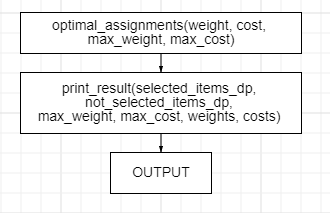 optimal_assignments(weight, cost,
max_weight, max_cost)
print_result(selected_items_dp,
not_selected_items_dp,
max_weight, max_cost, weights, costs)
OUTPUT